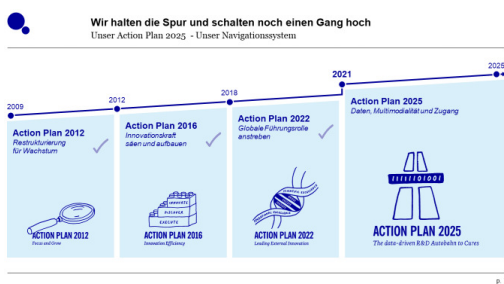 Wir halten die Spur und schalten noch einen Gang hoch
Unser Action Plan 2025 - Unser Navigationssystem
2009
2012
2018
2021
2025
Action Plan 2012
Restrukturierung
für Wachstum
Action Plan 2016
Innovationskraft
säen und aufbauen
Action Plan 2022
Globale Führungsrolle
anstreben
Action Plan 2025
Daten, Multimodalität und Zugang
INNOVATE
DISCOVER
EXECUTE
ACTION PLAN 2012
Focus and Grow
ACTION PLAN 2016
Innovation Efficiency
ACTION PLAN 2022
Leading External Innovation
ACTION PLAN 2025
The data-driven R&D Autobahn to Cures
p.